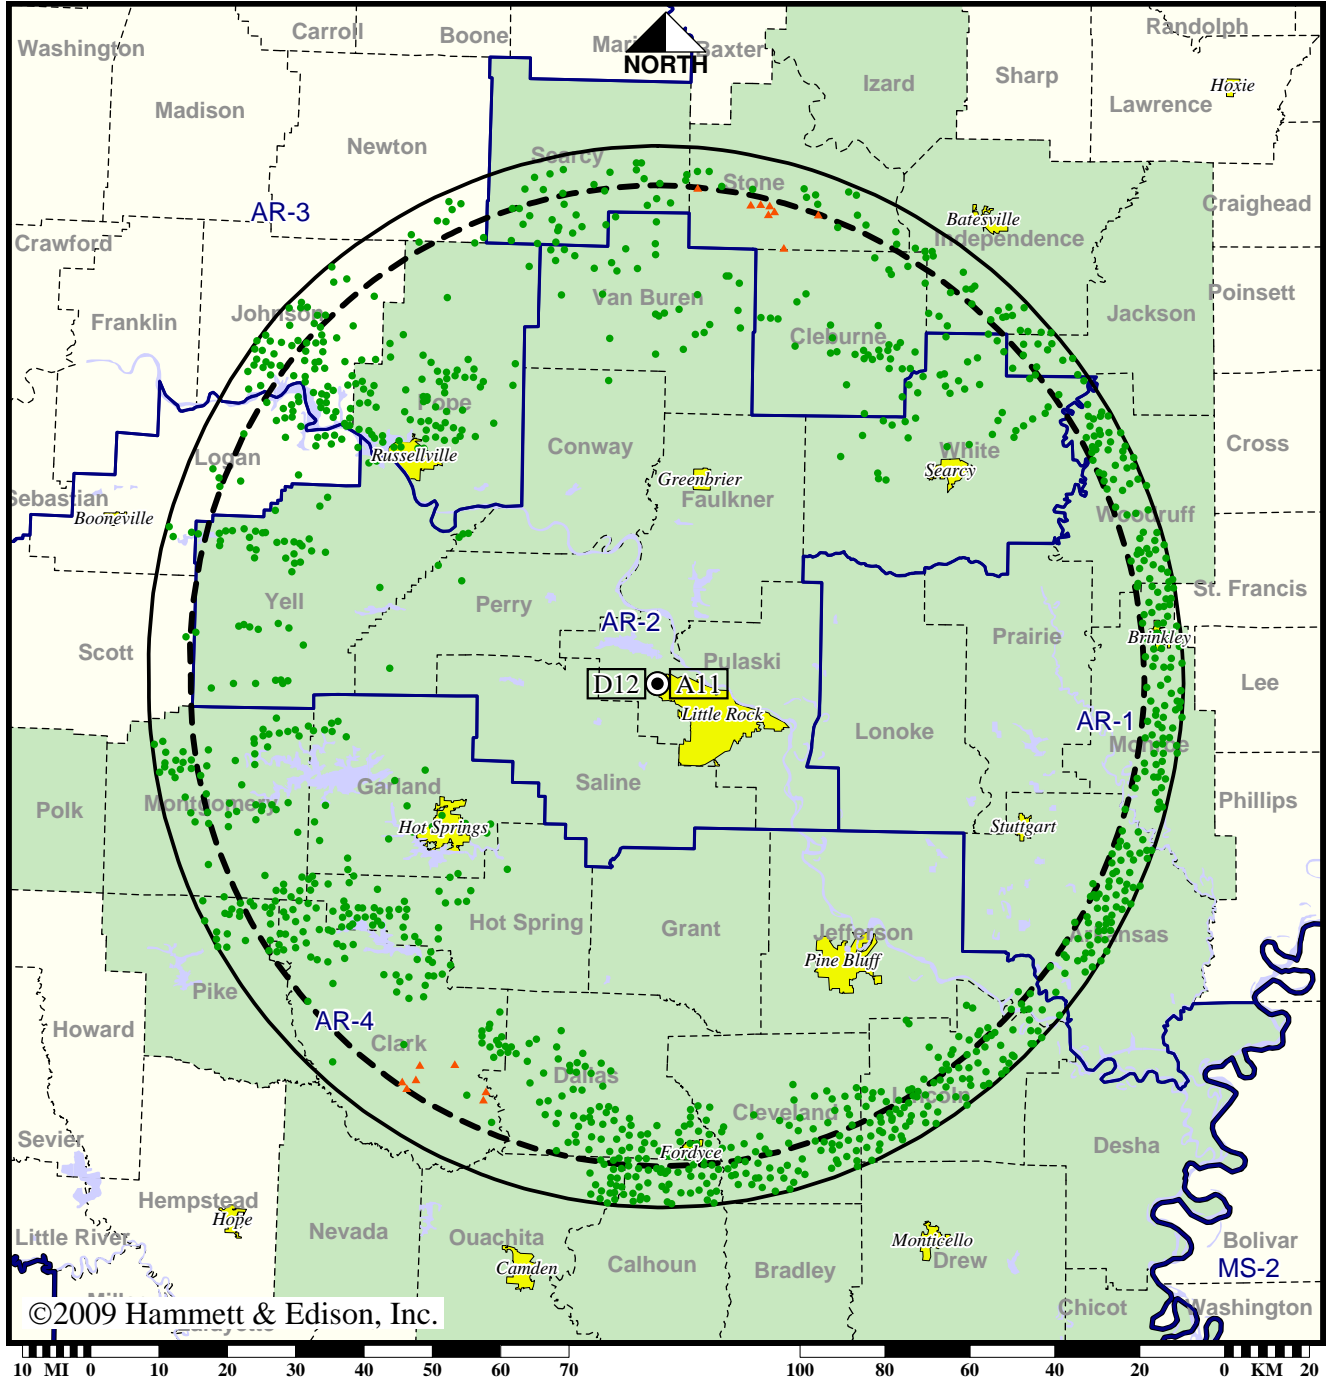 Randolph
Carroll
Boone
Washington
Baxter
NORTH
Izard
Sharp
Hoxie
Lawrence
Madison
Newton
Searcy
Stone
AR-3
Craighead
Batesville
Independence
Crawford
Van Buren
Poinsett
Jackson
Johnson
Franklin
Cleburne
Pope
Conway
Cross
White
Logan
Russellville
Searcy
Greenbrier
Faulkner
Sebastian
Booneville
Woodruff
St. Francis
Yell
Perry
AR-2
Prairie
Brinkley
Scott
Pulaski
D12
A11
Lee
Little Rock
AR-1
Lonoke
Monroe
Garland
Saline
Montgomery
Polk
Phillips
Hot Springs
Stuttgart
Hot Spring
Grant
Jefferson
Arkansas
Pine Bluff
Pike
AR-4
Howard
Clark
Dallas
Lincoln
Cleveland
Sevier
Desha
Fordyce
Hempstead
Hope
Nevada
Ouachita
Little River
Monticello
Bolivar
Camden
Calhoun
Drew
Bradley
MS-2
Chicot
Washington
©2009 Hammett & Edison, Inc.
10 MI 0 10 20 30 40 50 60 70
100 80 60 40 20 0 KM 20